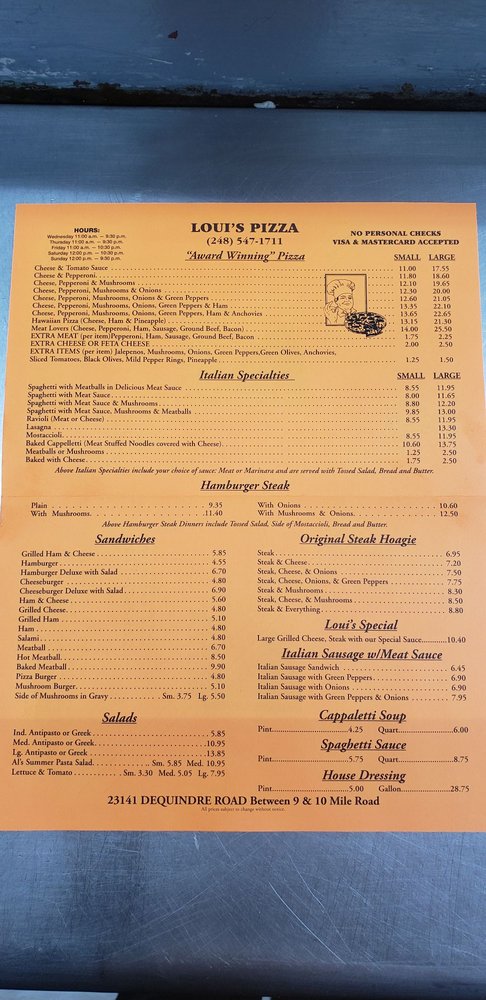 HOURS:
Wednesday 11:00 a.m. — 9:30 p.m.
Thursday 11:00 a.m. — 9:30 p.m.
Friday 11:00 a.m. — 10:30 p.m.
Saturday 12:00 p.m. — 10:30 p.m.
Sunday 12:00 p.m. — 9:30 p.m.
LOUI'S PIZZA
(248) 547-1711
NO PERSONAL CHECKS
VISA & MASTERCARD ACCEPTED
"Award Winning" Pizza SMALL LARGE
Cheese & Tomato Sauce 11.00 17.55
Cheese & Pepperoni 11.80 18.60
Cheese, Pepperoni & Mushrooms 12.10 19.65
Cheese, Pepperoni, Mushrooms & Onions 12.30 20.00
Cheese, Pepperoni, Mushrooms, Onions & Green Peppers 12.60 21.05
Cheese, Pepperoni, Mushrooms, Onions, Green Peppers & Ham 13.35 22.10
Cheese, Pepperoni, Mushrooms, Onions, Green Peppers, Ham & Anchovies 13.65 22.65
Hawaiian Pizza (Cheese, Ham & Pineapple) 13.15 21.30
Meat Lovers (Cheese, Pepperoni, Ham, Sausage, Ground Beef, Bacon) 14.00 25.50
EXTRA MEAT (per item)Pepperoni, Ham, Sausage, Ground Beef, Bacon 1.75 2.25
EXTRA CHEESE OR FETA CHEESE 2.00 2.50
EXTRA ITEMS (per item) Jalepenos, Mushrooms, Onions, Green Peppers,Green Olives, Anchovies,
Sliced Tomatoes, Black Olives, Mild Pepper Rings, Pineapple 1.25 1.50
Italian Specialties SMALL LARGE
Spaghetti with Meatballs in Delicious Meat Sauce 8.55 11.95
Spaghetti with Meat Sauce 8.00 11.65
Spaghetti with Meat Sauce & Mushrooms 8.80 12.20
Spaghetti with Meat Sauce, Mushrooms & Meatballs 9.85 13.00
Ravioli (Meat or Cheese) 8.55 11.95
Lasagna 13.30
Mostaccioli 8.55 11.95
Baked Cappelletti (Meat Stuffed Noodles covered with Cheese) 10.60 13.75
Meatballs or Mushrooms 1.25 2.50
Baked with Cheese 1.75 2.50
Above Italian Specialties include your choice of sauce: Meat or Marinara and are served with Tossed Salad, Bread and Butter.
Hamburger Steak
Plain 9.35 With Onions 10.60
With Mushrooms 11.40 With Mushrooms & Onions 12.50
Above Hamburger Steak Dinners include Tossed Salad, Side of Mostaccioli, Bread and Butter.
Sandwiches
Grilled Ham & Cheese 5.85
Hamburger 4.55
Hamburger Deluxe with Salad 6.70
Cheeseburger 4.80
Cheeseburger Deluxe with Salad 6.90
Ham & Cheese 5.60
Grilled Cheese 4.80
Grilled Ham 5.10
Ham 4.80
Salami 4.80
Meatball 6.70
Hot Meatball 8.50
Baked Meatball 9.90
Pizza Burger 4.80
Mushroom Burger 5.10
Side of Mushrooms in Gravy Sm. 3.75 Lg. 5.50
Salads
Ind. Antipasto or Greek 5.85
Med. Antipasto or Greek 10.95
Lg. Antipasto or Greek 13.85
Al's Summer Pasta Salad Sm. 5.85 Med. 10.95
Lettuce & Tomato Sm. 3.30 Med. 5.05 Lg. 7.95
Original Steak Hoagie
Steak 6.95
Steak & Cheese 7.20
Steak, Cheese, & Onions 7.50
Steak, Cheese, Onions, & Green Peppers 7.75
Steak & Mushrooms 8.30
Steak, Cheese, & Mushrooms 8.50
Steak & Everything 8.80
Loui's Special
Large Grilled Cheese, Steak with our Special Sauce 10.40
Italian Sausage w/Meat Sauce
Italian Sausage Sandwich 6.45
Italian Sausage with Green Peppers 6.90
Italian Sausage with Onions 6.90
Italian Sausage with Green Peppers & Onions 7.95
Cappaletti Soup
Pint 4.25 Quart 6.00
Spaghetti Sauce
Pint 5.75 Quart 8.75
House Dressing
Pint 5.00 Gallon 28.75
23141 DEQUINDRE ROAD Between 9 & 10 Mile Road
All prices subject to change without notice.